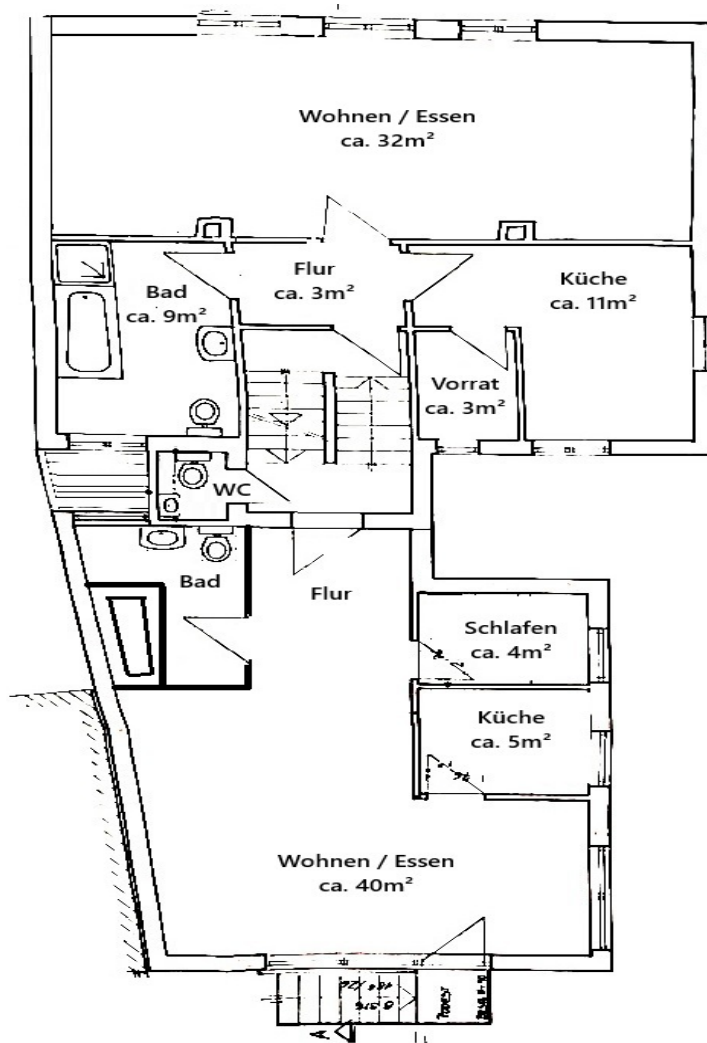 Wohnen / Essen
ca. 32m²
Flur
ca. 3m²
Bad
ca. 9m²
Küche
ca. 11m²
Vorrat
ca. 3m²
WC
Bad
Flur
Schlafen
ca. 4m²
Küche
ca. 5m²
Wohnen / Essen
ca. 40m²
PODEST
A